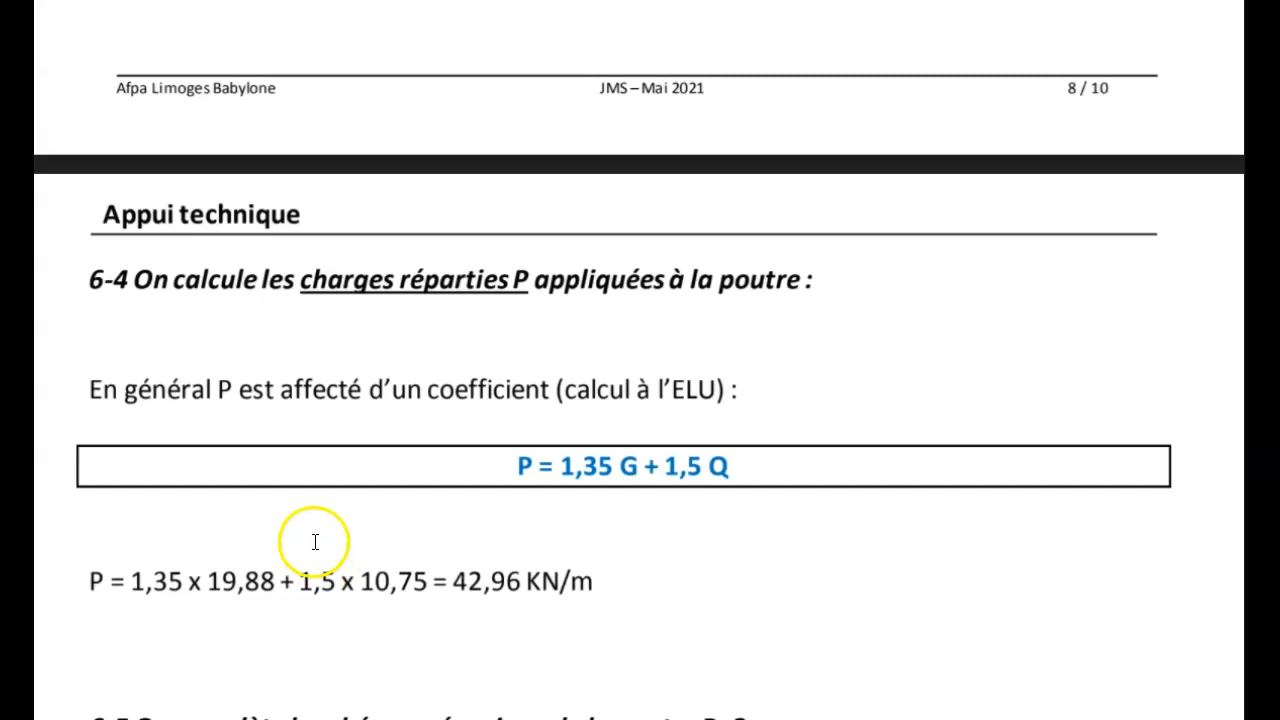 Afpa Limoges Babylone JMS – Mai 2021 8 / 10
Appui technique
6-4 On calcule les charges réparties P appliquées à la poutre :
En général P est affecté d’un coefficient (calcul à l’ELU) :
P = 1,35 G + 1,5 Q
P = 1,35 x 19,88 + 1,5 x 10,75 = 42,96 KN/m